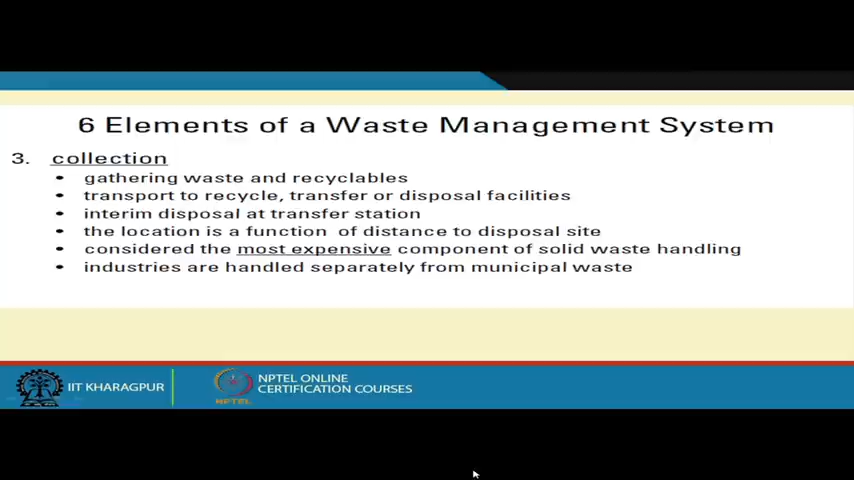 6 Elements of a Waste Management System
3. collection
• gathering waste and recyclables
• transport to recycle, transfer or disposal facilities
• interim disposal at transfer station
• the location is a function of distance to disposal site
• considered the most expensive component of solid waste handling
• industries are handled separately from municipal waste
IIT KHARAGPUR
NPTEL ONLINE
CERTIFICATION COURSES
NPTEL